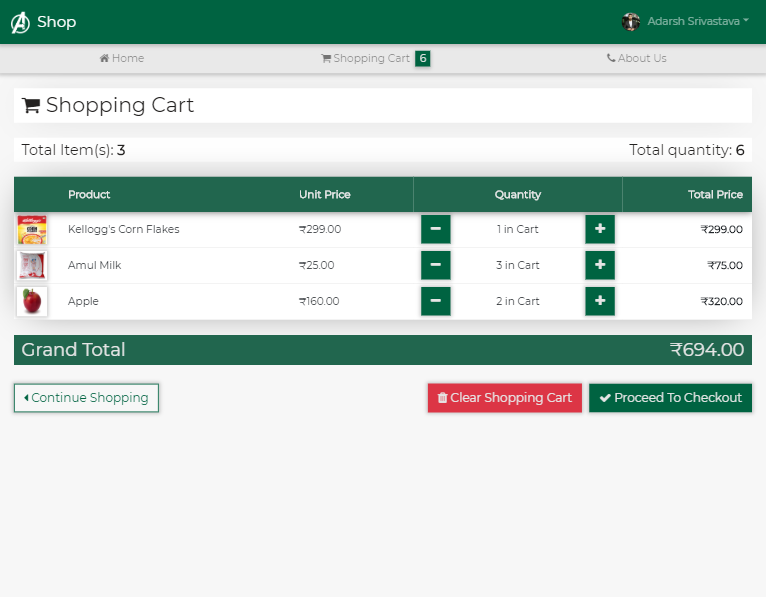 Shop
Adarsh Srivastava
Home
Shopping Cart 6
About Us
Shopping Cart
Total Item(s): 3
Total quantity: 6
Product Unit Price Quantity Total Price
Kellogg's Corn Flakes ₹299.00 − 1 in Cart + ₹299.00
Amul Milk ₹25.00 − 3 in Cart + ₹75.00
Apple ₹160.00 − 2 in Cart + ₹320.00
Grand Total ₹694.00
Continue Shopping
Clear Shopping Cart
Proceed To Checkout